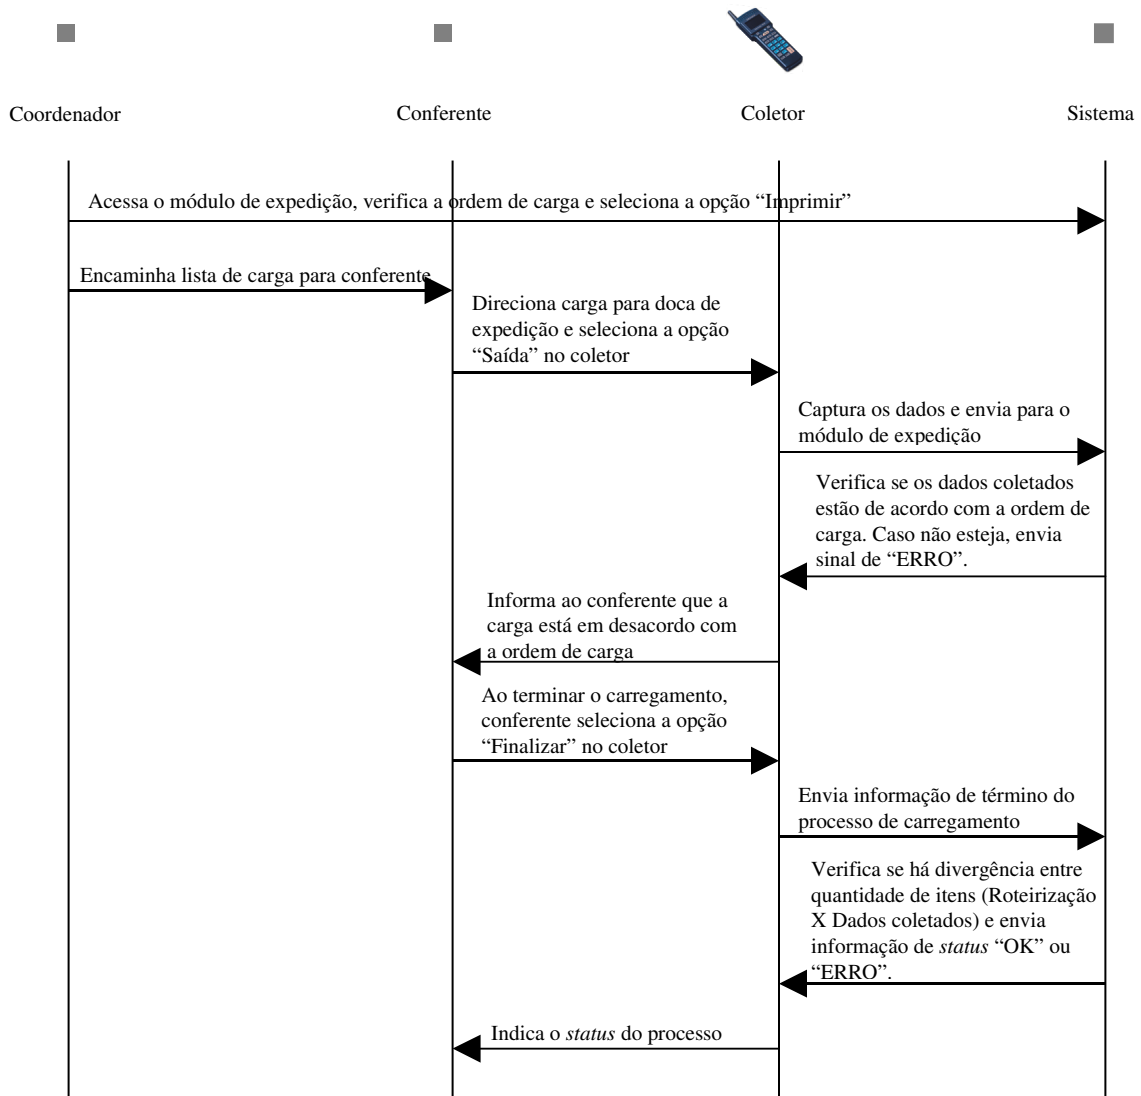 Coordenador
Conferente
Coletor
Sistema
Acessa o módulo de expedição, verifica a ordem de carga e seleciona a opção “Imprimir”
Encaminha lista de carga para conferente
Direciona carga para doca de
expedição e seleciona a opção
“Saída” no coletor
Captura os dados e envia para o
módulo de expedição
Verifica se os dados coletados
estão de acordo com a ordem de
carga. Caso não esteja, envia
sinal de “ERRO”.
Informa ao conferente que a
carga está em desacordo com
a ordem de carga
Ao terminar o carregamento,
conferente seleciona a opção
“Finalizar” no coletor
Envia informação de término do
processo de carregamento
Verifica se há divergência entre
quantidade de itens (Roteirização
X Dados coletados) e envia
informação de status “OK” ou
“ERRO”.
Indica o status do processo